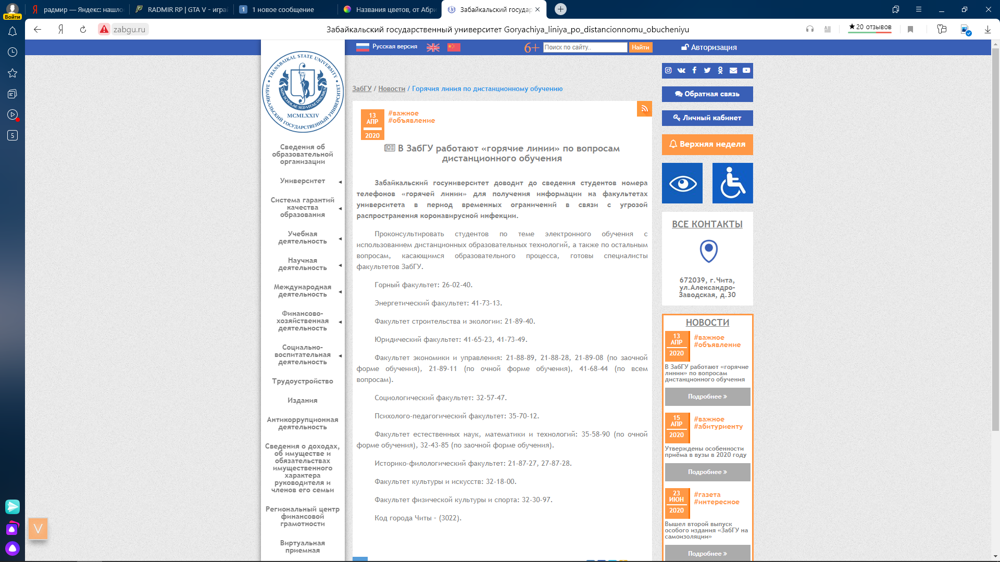 радмир — Яндекс: нашло
RADMIR RP | GTA V - играй
1 1 новое сообщение
Названия цветов, от Абри
Забайкальский государ
Войти
Я
zabgu.ru
Забайкальский государственный университет Goryachiya_liniya_po_distancionnomu_obucheniyu
★20 отзывов
5
Русская версия
6+
Поиск по сайту..
Найти
Авторизация
TRANSBAIKAL STATE UNIVERSITY
NON SCHOLAE SED VITAE DISCIMUS
MCMLXXIV
ЗАБАЙКАЛЬСКИЙ ГОСУДАРСТВЕННЫЙ УНИВЕРСИТЕТ
Сведения об
образовательной
организации
Университет
Система гарантий
качества
образования
Учебная
деятельность
Научная
деятельность
Международная
деятельность
Финансово-
хозяйственная
деятельность
Социально-
воспитательная
деятельность
Трудоустройство
Издания
Антикоррупционная
деятельность
Сведения о доходах,
об имуществе и
обязательствах
имущественного
характера
руководителя и
членов его семьи
Региональный центр
финансовой
грамотности
Виртуальная
приемная
V
ЗабГУ / Новости / Горячия линия по дистанционному обучению
13
АПР
2020
#важное
#объявление
В ЗабГУ работают «горячие линии» по вопросам
дистанционного обучения
Забайкальский госуниверситет доводит до сведения студентов номера
телефонов «горячей линии» для получения информации на факультетах
университета в период временных ограничений в связи с угрозой
распространения коронавирусной инфекции.
Проконсультировать студентов по теме электронного обучения с
использованием дистанционных образовательных технологий, а также по остальным
вопросам, касающимся образовательного процесса, готовы специалисты
факультетов ЗабГУ.
Горный факультет: 26-02-40.
Энергетический факультет: 41-73-13.
Факультет строительства и экологии: 21-89-40.
Юридический факультет: 41-65-23, 41-73-49.
Факультет экономики и управления: 21-88-89, 21-88-28, 21-89-08 (по заочной
форме обучения), 21-89-11 (по очной форме обучения), 41-68-44 (по всем
вопросам).
Социологический факультет: 32-57-47.
Психолого-педагогический факультет: 35-70-12.
Факультет естественных наук, математики и технологий: 35-58-90 (по очной
форме обучения), 32-43-85 (по заочной форме обучения).
Историко-филологический факультет: 21-87-27, 27-87-28.
Факультет культуры и искусств: 32-18-00.
Факультет физической культуры и спорта: 32-30-97.
Код города Читы - (3022).
Обратная связь
Личный кабинет
Верхняя неделя
ВСЕ КОНТАКТЫ
672039, г.Чита,
ул.Александро-
Заводская, д.30
НОВОСТИ
13
АПР
2020
#важное
#объявление
В ЗабГУ работают «горячие
линии» по вопросам
дистанционного обучения
Подробнее »
15
АПР
2020
#важное
#абитуриенту
Утверждены особенности
приёма в вузы в 2020 году
Подробнее »
23
ИЮН
2020
#газета
#интересное
Вышел второй выпуск
особого издания «ЗабГУ на
самоизоляции»
Подробнее »